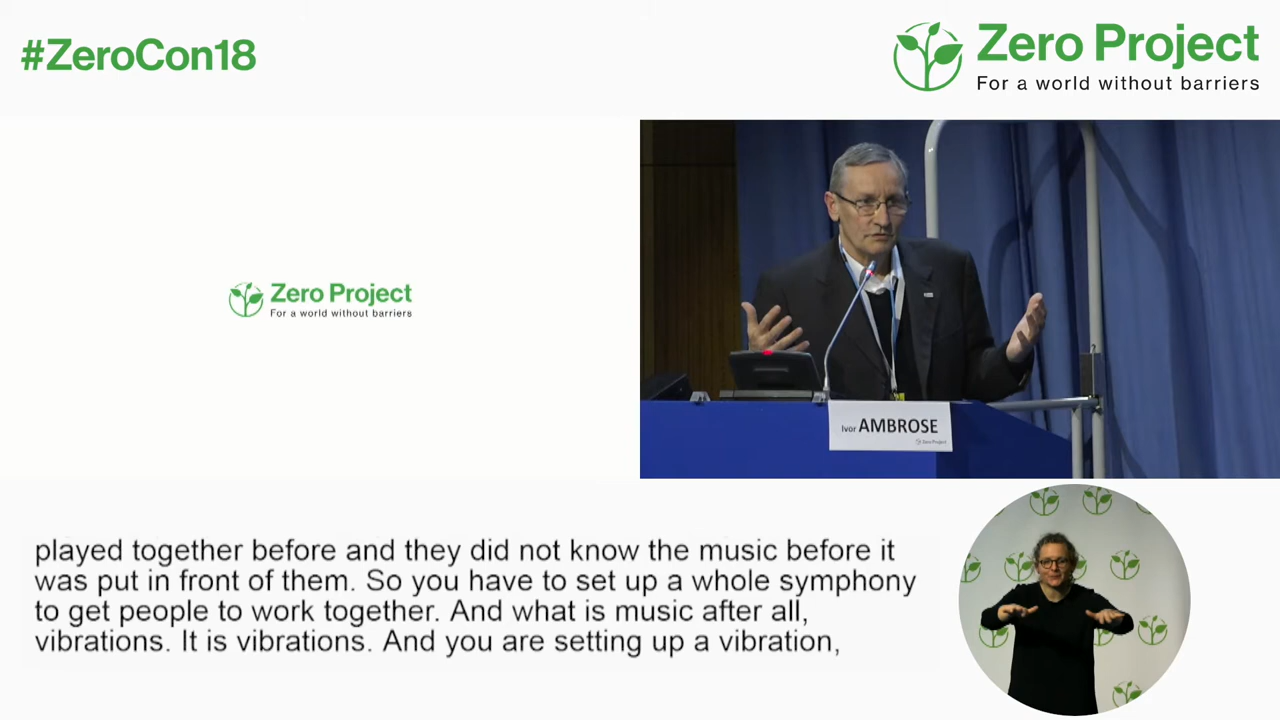 #ZeroCon18
Zero Project
For a world without barriers
Zero Project
For a world without barriers
Ivor AMBROSE
Zero Project
played together before and they did not know the music before it
was put in front of them. So you have to set up a whole symphony
to get people to work together. And what is music after all,
vibrations. It is vibrations. And you are setting up a vibration,